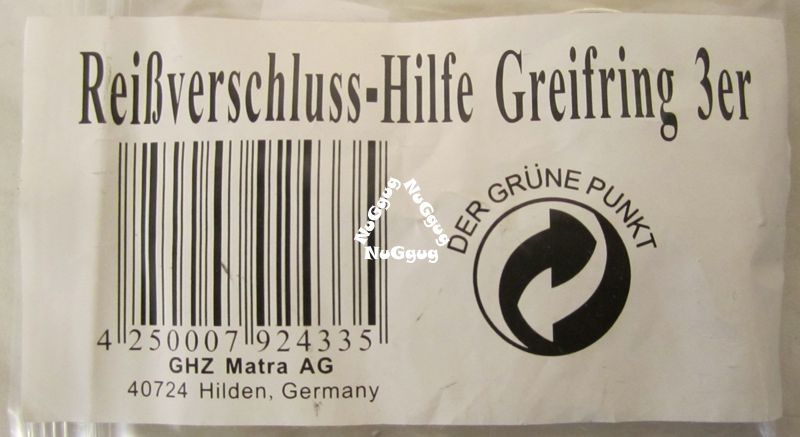 Reißverschluss-Hilfe Greifring 3er
DER GRÜNE PUNKT
NuGgug NuGgug
NuGgug
4 250007 924335
GHZ Matra AG
40724 Hilden, Germany